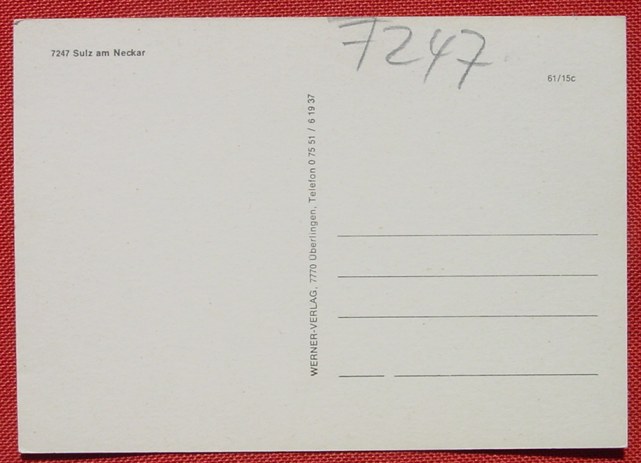 7247 Sulz am Neckar
7247
61/15c
WERNER-VERLAG, 7770 Überlingen, Telefon 0 75 51 / 6 19 37